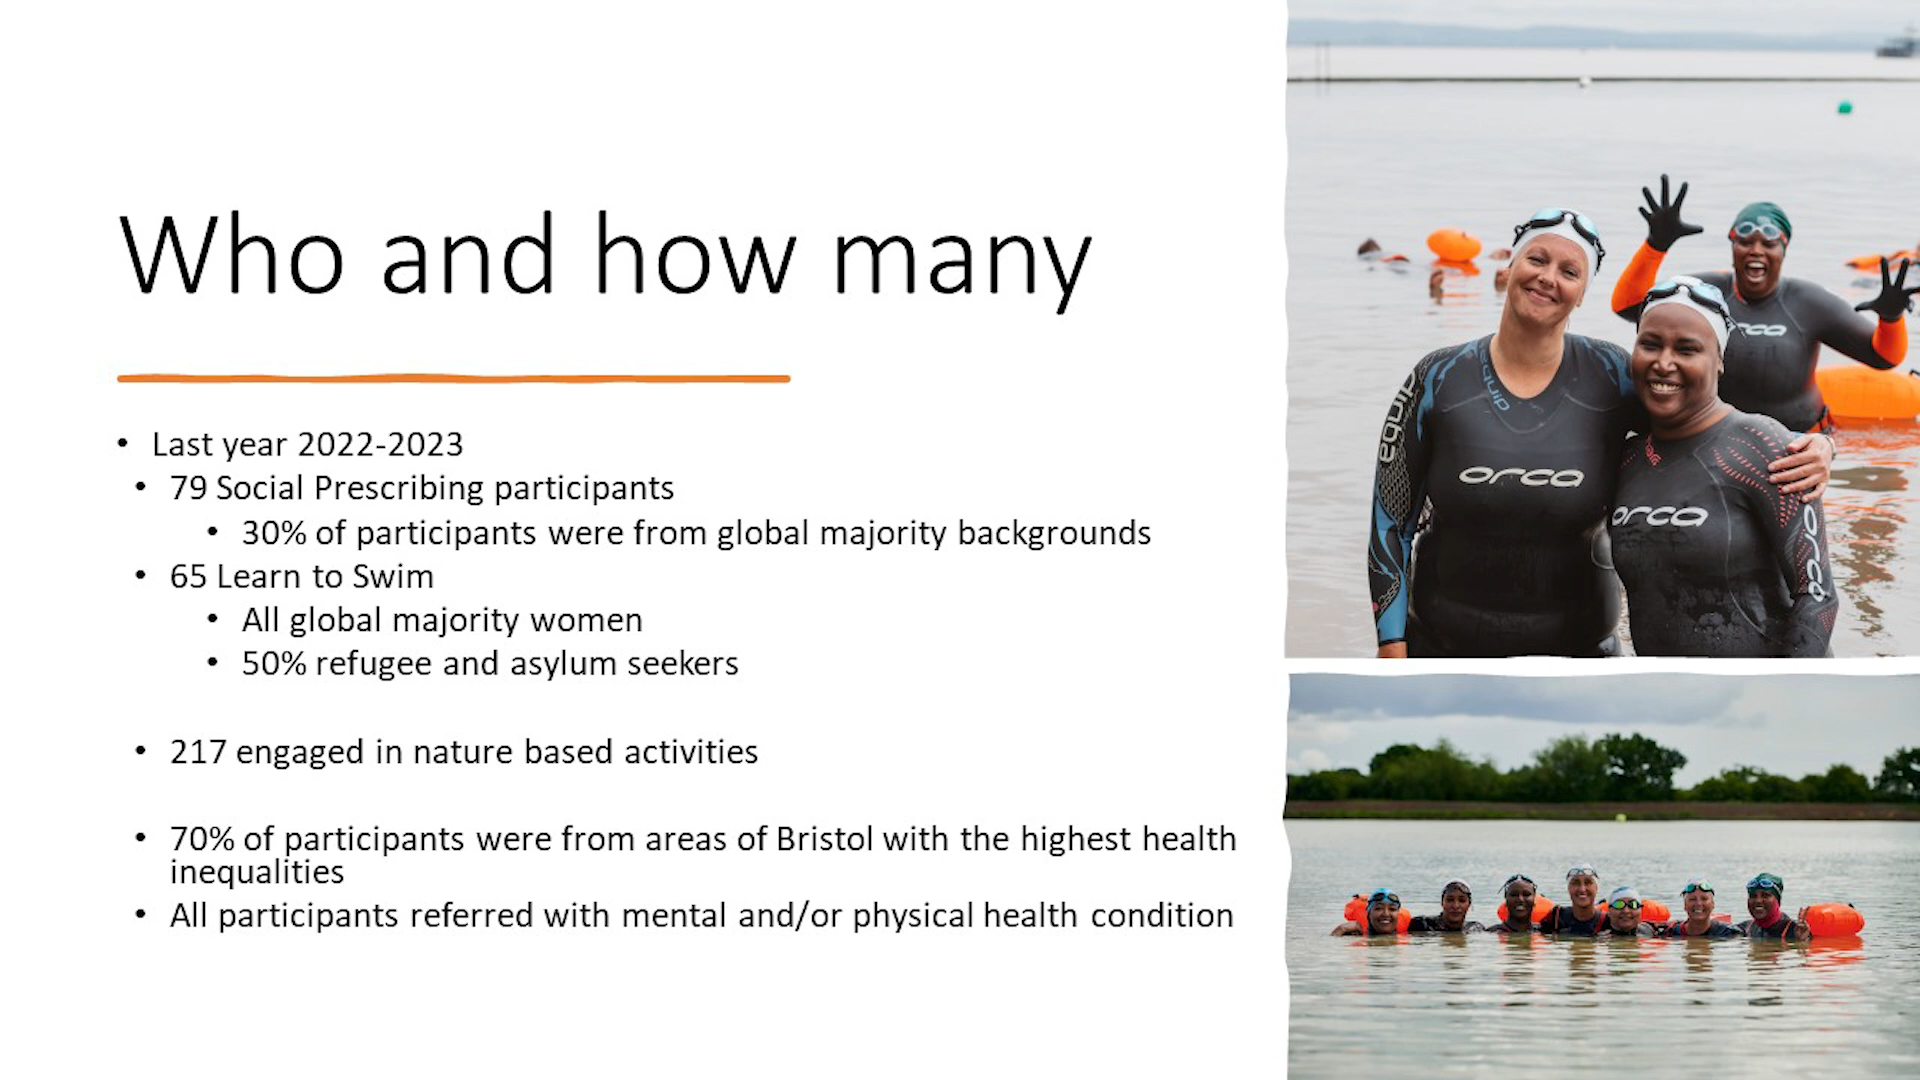 Who and how many
• Last year 2022-2023
• 79 Social Prescribing participants
• 30% of participants were from global majority backgrounds
• 65 Learn to Swim
• All global majority women
• 50% refugee and asylum seekers
• 217 engaged in nature based activities
• 70% of participants were from areas of Bristol with the highest health
inequalities
• All participants referred with mental and/or physical health condition
equip
equip
orca
orca
orca
orca